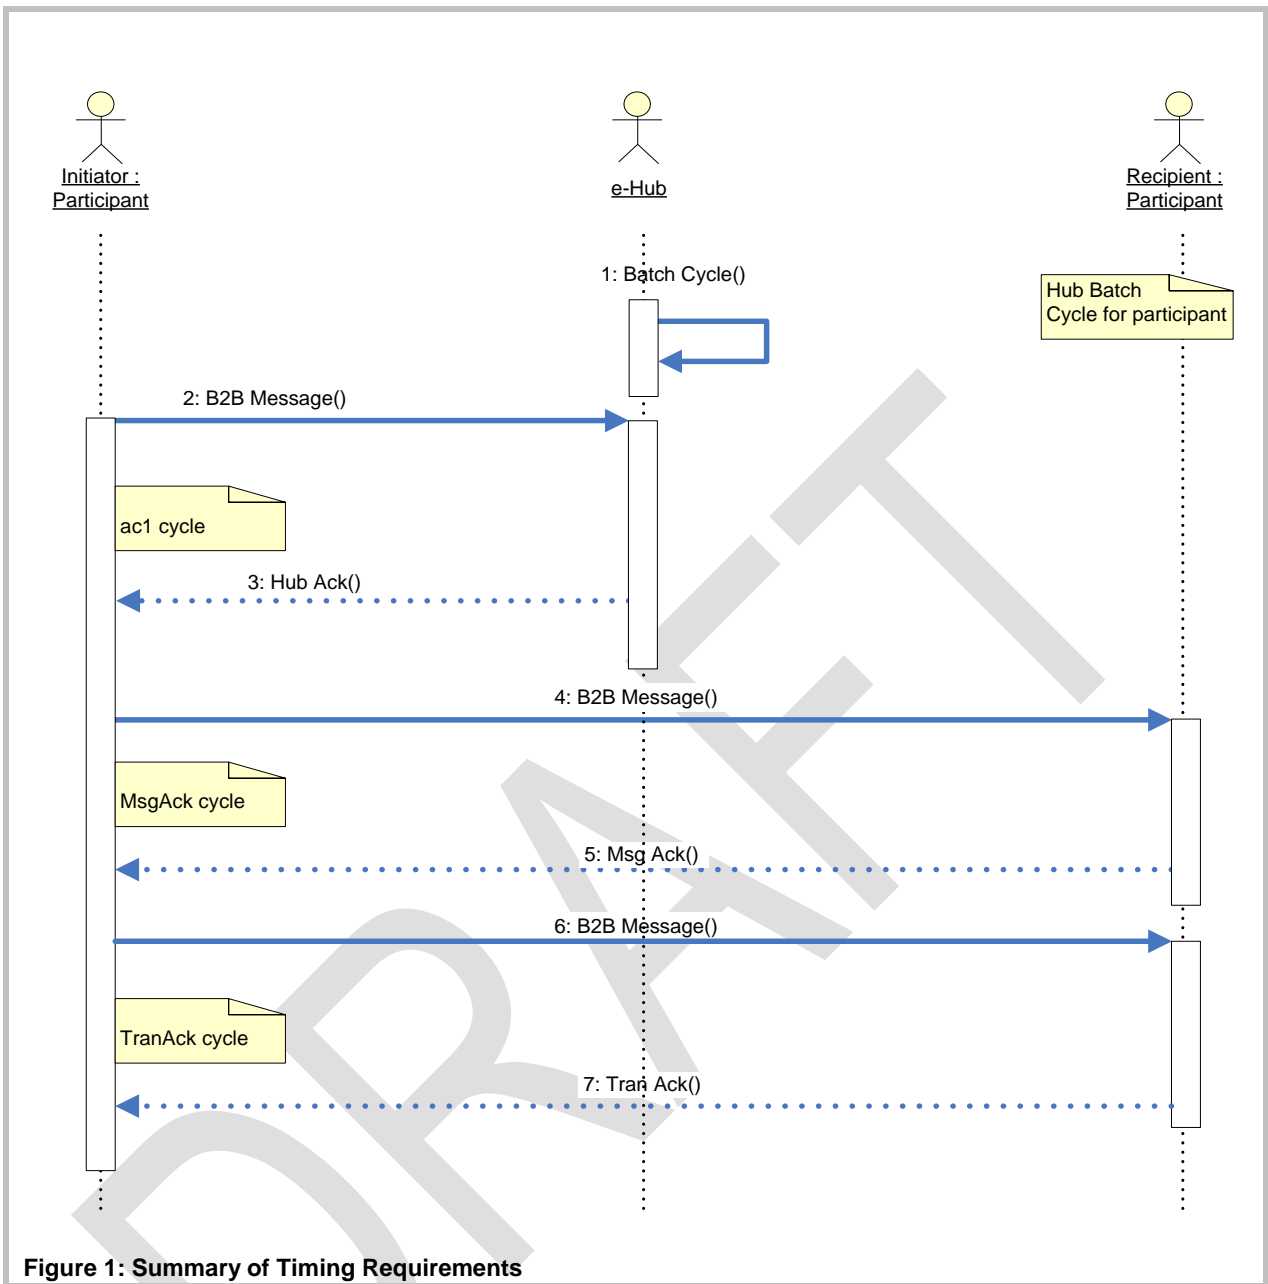 Initiator :
Participant
e-Hub
Recipient :
Participant
1: Batch Cycle()
Hub Batch
Cycle for participant
2: B2B Message()
ac1 cycle
3: Hub Ack()
4: B2B Message()
MsgAck cycle
5: Msg Ack()
6: B2B Message()
TranAck cycle
7: Tran Ack()
DRAFT
Figure 1: Summary of Timing Requirements